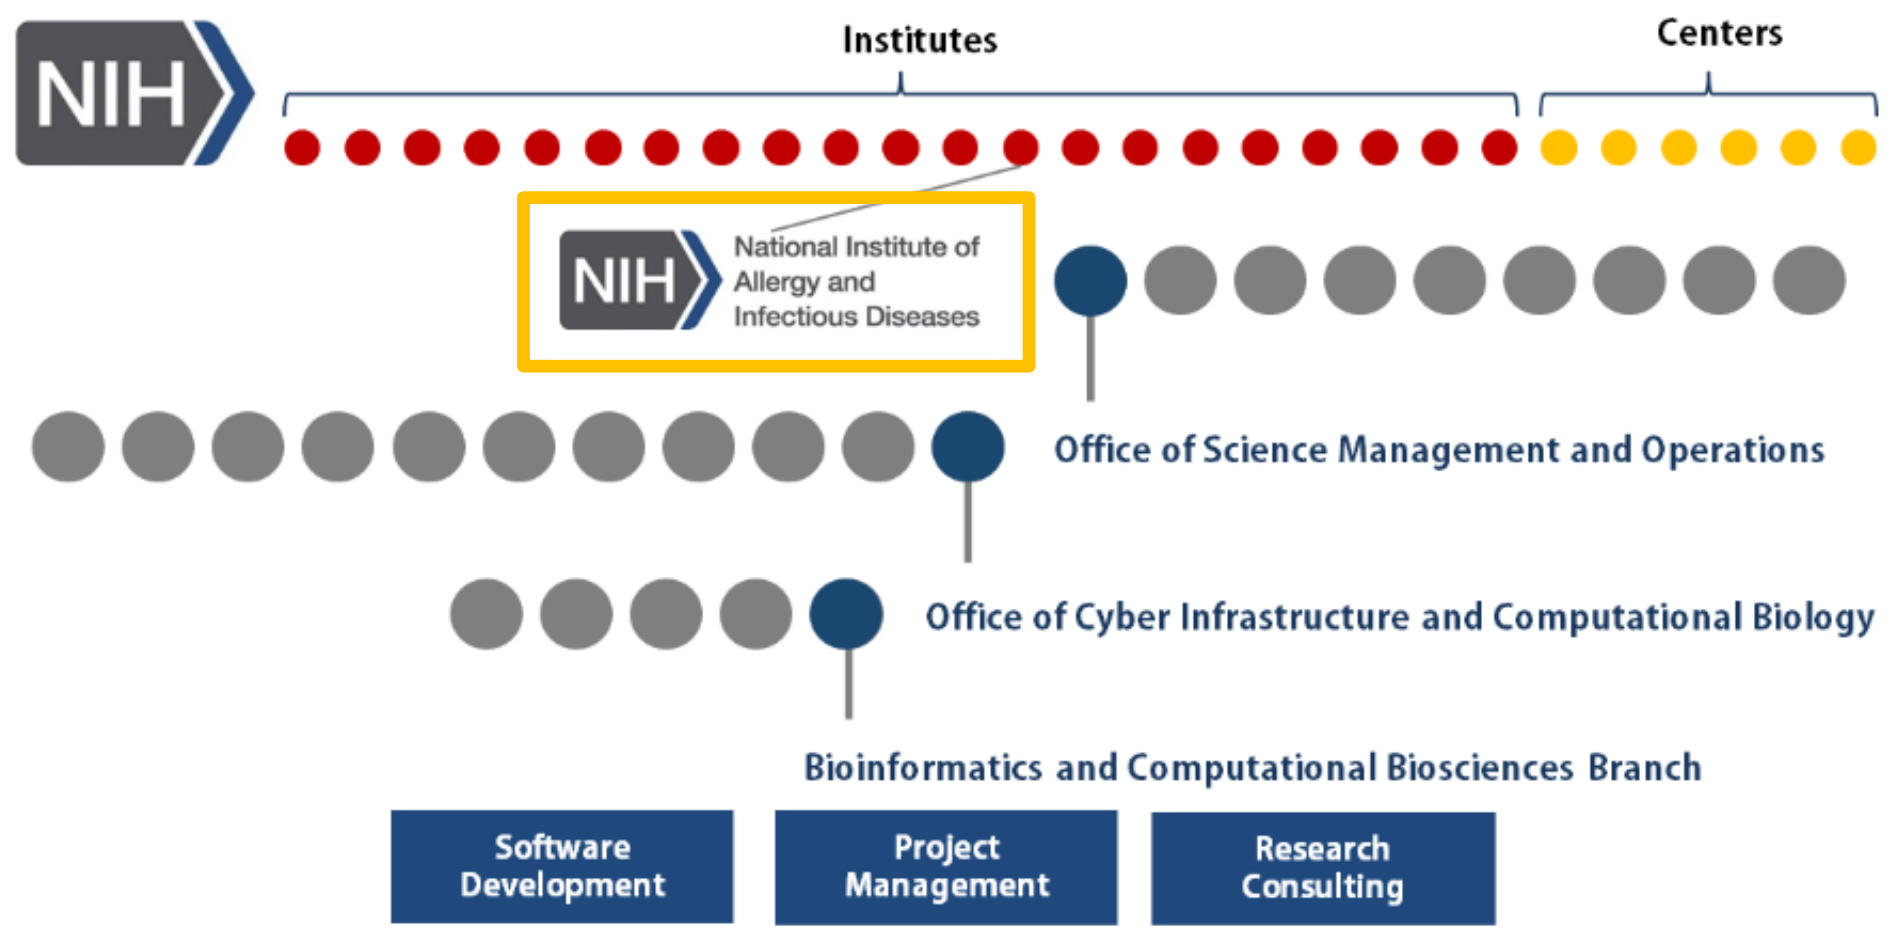 Institutes
Centers
NIH
NIH
National Institute of
Allergy and
Infectious Diseases
Office of Science Management and Operations
Office of Cyber Infrastructure and Computational Biology
Bioinformatics and Computational Biosciences Branch
Software
Development
Project
Management
Research
Consulting